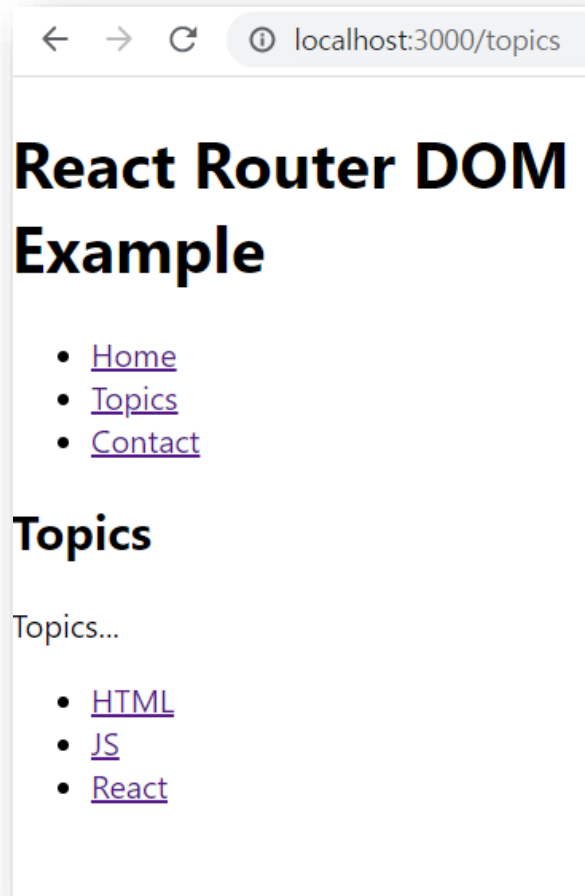 localhost:3000/topics
React Router DOM
Example
Home
Topics
Contact
Topics
Topics...
HTML
JS
React